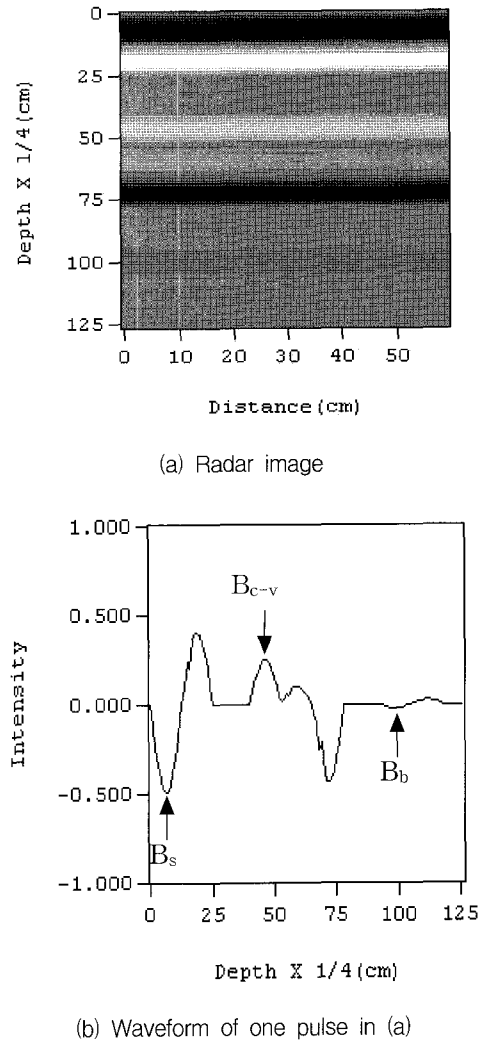 0
25
50
75
100
125
Depth X 1/4(cm)
0 10 20 30 40 50
Distance(cm)
(a) Radar image
1.000
0.500
0.000
-0.500
-1.000
Intensity
Bc-v
Bb
Bs
0 25 50 75 100 125
Depth X 1/4(cm)
(b) Waveform of one pulse in (a)